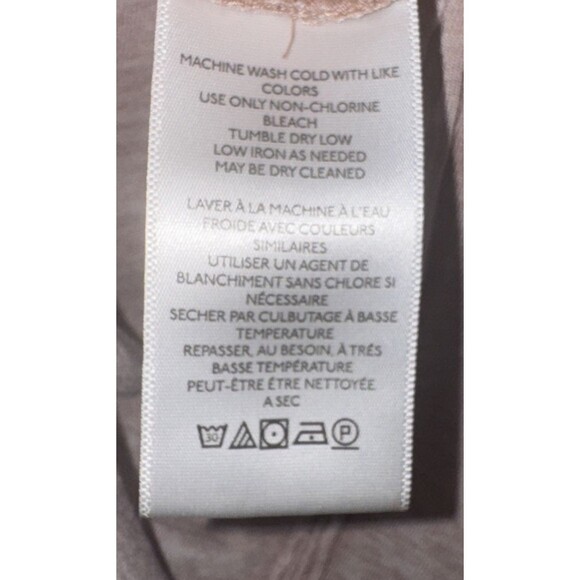 MACHINE WASH COLD WITH LIKE
COLORS
USE ONLY NON-CHLORINE
BLEACH
TUMBLE DRY LOW
LOW IRON AS NEEDED
MAY BE DRY CLEANED
LAVER À LA MACHINE À L'EAU
FROIDE AVEC COULEURS
SIMILAIRES
UTILISER UN AGENT DE
BLANCHIMENT SANS CHLORE SI
NÉCESSAIRE
SECHER PAR CULBUTAGE À BASSE
TEMPERATURE
REPASSER, AU BESOIN, À TRÉS
BASSE TEMPÉRATURE
PEUT-ÊTRE ÊTRE NETTOYÉE
A SEC
30 P